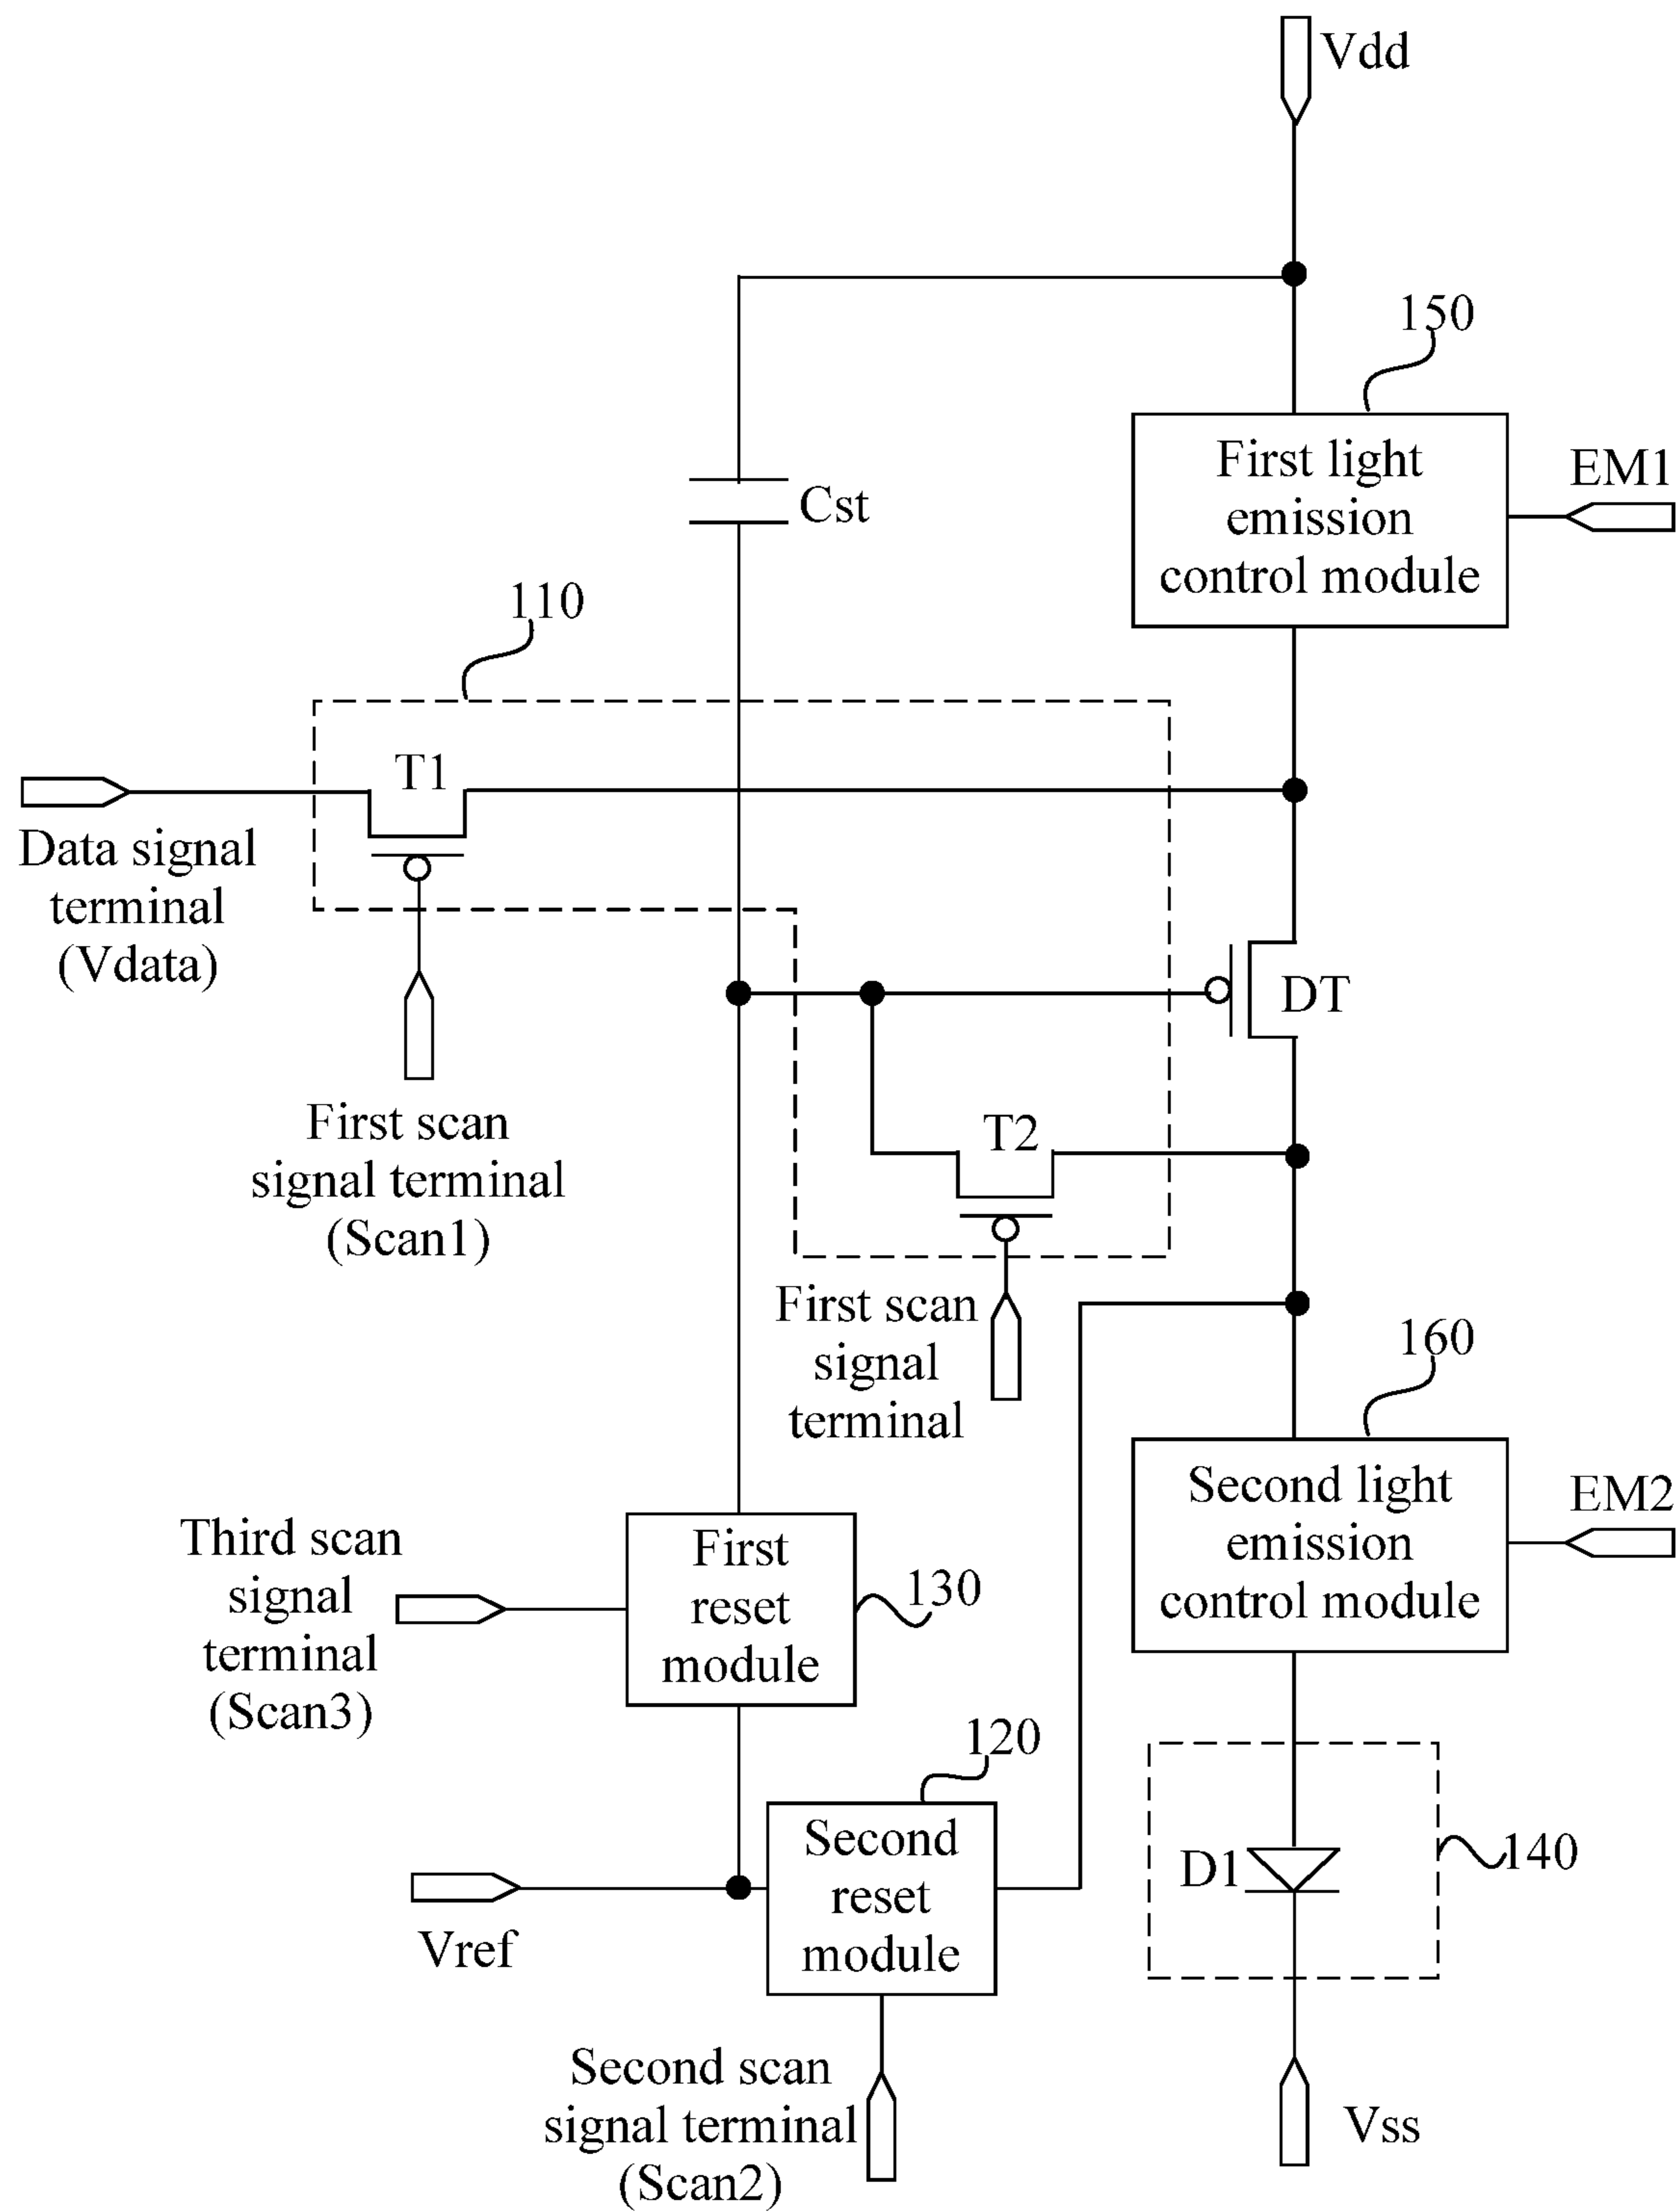 Vdd
150
First light
emission
control module
EM1
Cst
110
T1
Data signal
terminal
(Vdata)
DT
First scan
signal terminal
(Scan1)
T2
First scan
signal
terminal
160
Second light
emission
control module
EM2
Third scan
signal
terminal
(Scan3)
First
reset
module
130
120
Second
reset
module
D1
140
Vref
Second scan
signal terminal
(Scan2)
Vss